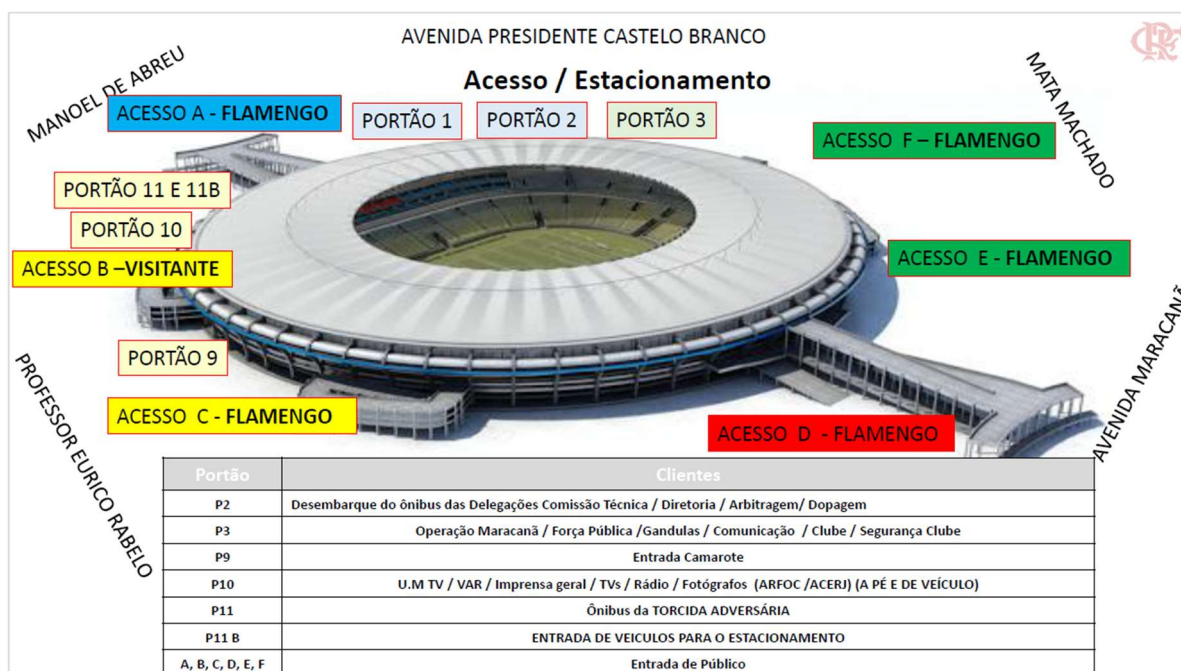 AVENIDA PRESIDENTE CASTELO BRANCO
MANOEL DE ABREU
Acesso / Estacionamento
MATA MACHADO
ACESSO A - FLAMENGO
PORTÃO 1
PORTÃO 2
PORTÃO 3
ACESSO F – FLAMENGO
PORTÃO 11 E 11B
PORTÃO 10
ACESSO B –VISITANTE
ACESSO E - FLAMENGO
PORTÃO 9
PROFESSOR EURICO RABELO
AVENIDA MARACANÃ
ACESSO C - FLAMENGO
ACESSO D - FLAMENGO
Portão Clientes
P2 Desembarque do ônibus das Delegações Comissão Técnica / Diretoria / Arbitragem/ Dopagem
P3 Operação Maracanã / Força Pública /Gandulas / Comunicação / Clube / Segurança Clube
P9 Entrada Camarote
P10 U.M TV / VAR / Imprensa geral / TVs / Rádio / Fotógrafos (ARFOC /ACERJ) (A PÉ E DE VEÍCULO)
P11 Ônibus da TORCIDA ADVERSÁRIA
P11 B ENTRADA DE VEICULOS PARA O ESTACIONAMENTO
A, B, C, D, E, F Entrada de Público